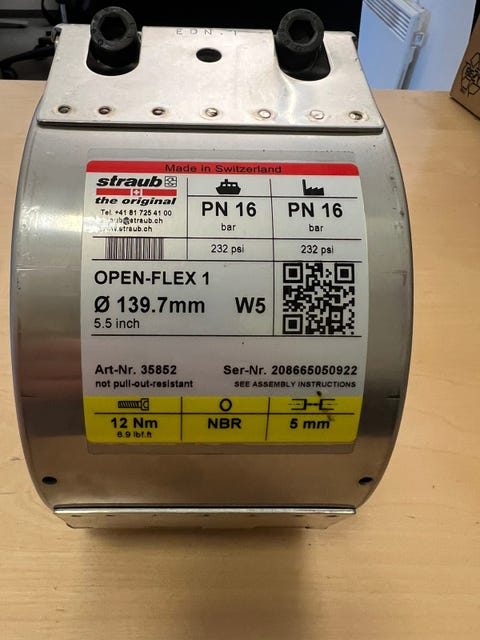 EDN. 1
Made in Switzerland
straub
the original
Tel. +41 81 725 41 00
straub@straub.ch
www.straub.ch
PN 16
bar
232 psi
PN 16
bar
232 psi
OPEN-FLEX 1
Ø 139.7mm W5
5.5 inch
Art-Nr. 35852 Ser-Nr. 208665050922
not pull-out-resistant SEE ASSEMBLY INSTRUCTIONS
12 Nm NBR 5 mm
8.9 lbf.ft